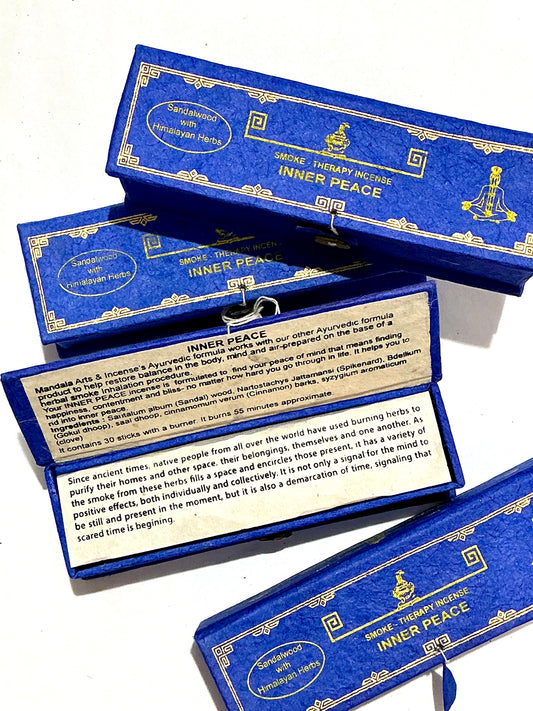 Sandalwood
with
Himalayan Herbs
SMOKE - THERAPY INCENSE
INNER PEACE
Sandalwood
with
Himalayan Herbs
SMOKE - THERAPY INCENSE
INNER PEACE
INNER PEACE
Mandala Arts & Incense's Ayurvedic formula works with our other Ayurvedic formula
product to help restore balance in the body, mind and air-prepared on the base of a
herbal smoke inhalation procedure.
Your INNER PEACE incense is formulated to find your peace of mind that means finding
happiness, contentment and bliss- no matter how hard you go through in life. It helps you to
rid into inner peace.
Ingredients : Santalum album (Sandal) wood, Nartostachys Jattamansi (Spikenard), Bdellium
(Gokul dhoop), saal dhoop, cinnamomum verum (Cinnamon) barks, syzygium aromaticum
(clove)
It contains 30 sticks with a burner. It burns 55 minutes approximate.
Since ancient times, native people from all over the world have used burning herbs to
purify their homes and other space, their belongings, themselves and one another. As
the smoke from these herbs fills a space and encircles those present, it has a variety of
positive effects, both individually and collectively. It is not only a signal for the mind to
be still and present in the moment, but it is also a demarcation of time, signaling that
scared time is begining.
SMOKE - THERAPY INCENSE
INNER PEACE
Sandalwood
with
Himalayan Herbs